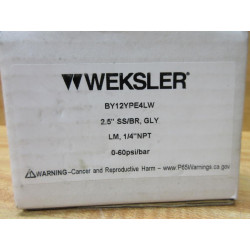 WEKSLER®
BY12YPE4LW
2.5" SS/BR, GLY
LM, 1/4"NPT
0-60psi/bar
⚠WARNING-Cancer and Reproductive Harm - www.P65Warnings.ca.gov